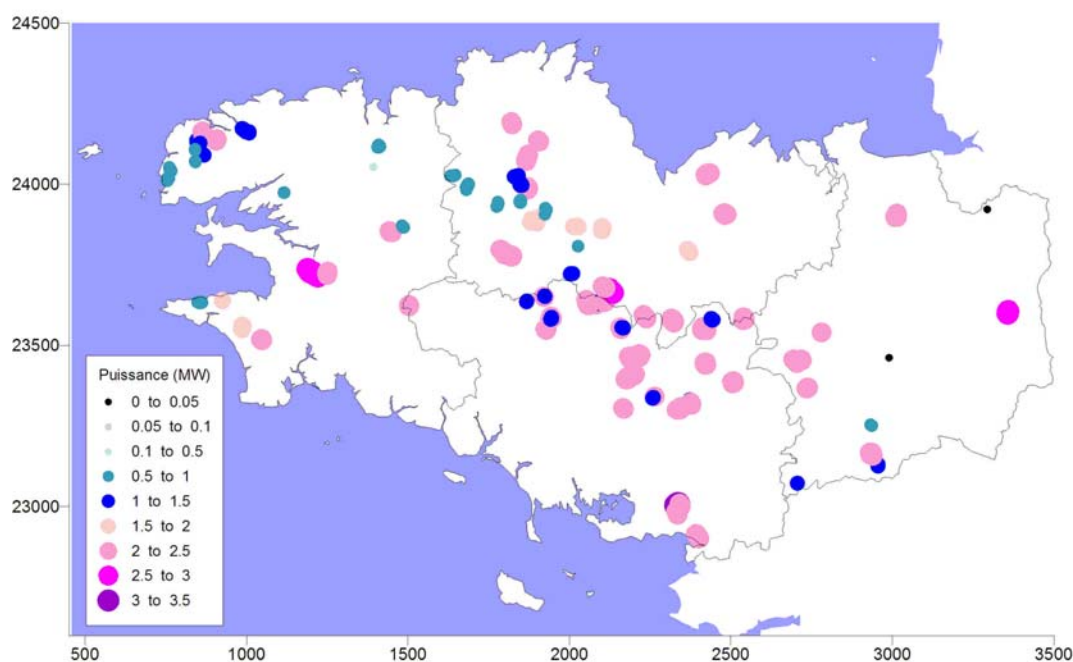 24500
24000
23500
23000
Puissance (MW)
0 to 0.05
0.05 to 0.1
0.1 to 0.5
0.5 to 1
1 to 1.5
1.5 to 2
2 to 2.5
2.5 to 3
3 to 3.5
500 1000 1500 2000 2500 3000 3500